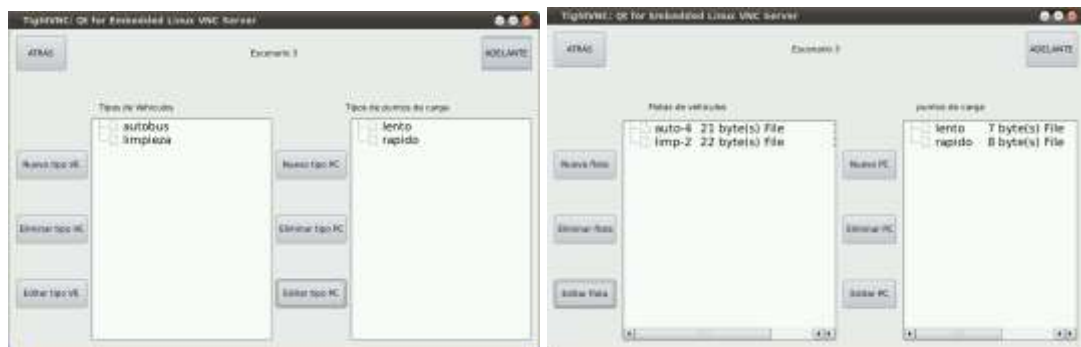 TightVNC: Qt for Embedded Linux VNC Server
ATRAS
Escenario 3
ADELANTE
Tipos de Vehiculos
Tipos de puntos de carga
autobus
limpieza
lento
rapido
Nuevo tipo VE
Nuevo tipo PC
Eliminar tipo VE
Eliminar tipo PC
Editar tipo VE
Editar tipo PC
TightVNC: Qt for Embedded Linux VNC Server
ATRAS
Escenario 3
ADELANTE
Flotas de vehiculos
puntos de carga
auto-4 21 byte(s) File
limp-2 22 byte(s) File
lento 7 byte(s) File
rapido 8 byte(s) File
Nueva flota
Nuevo PC
Eliminar flota
Eliminar PC
Editar flota
Editar PC